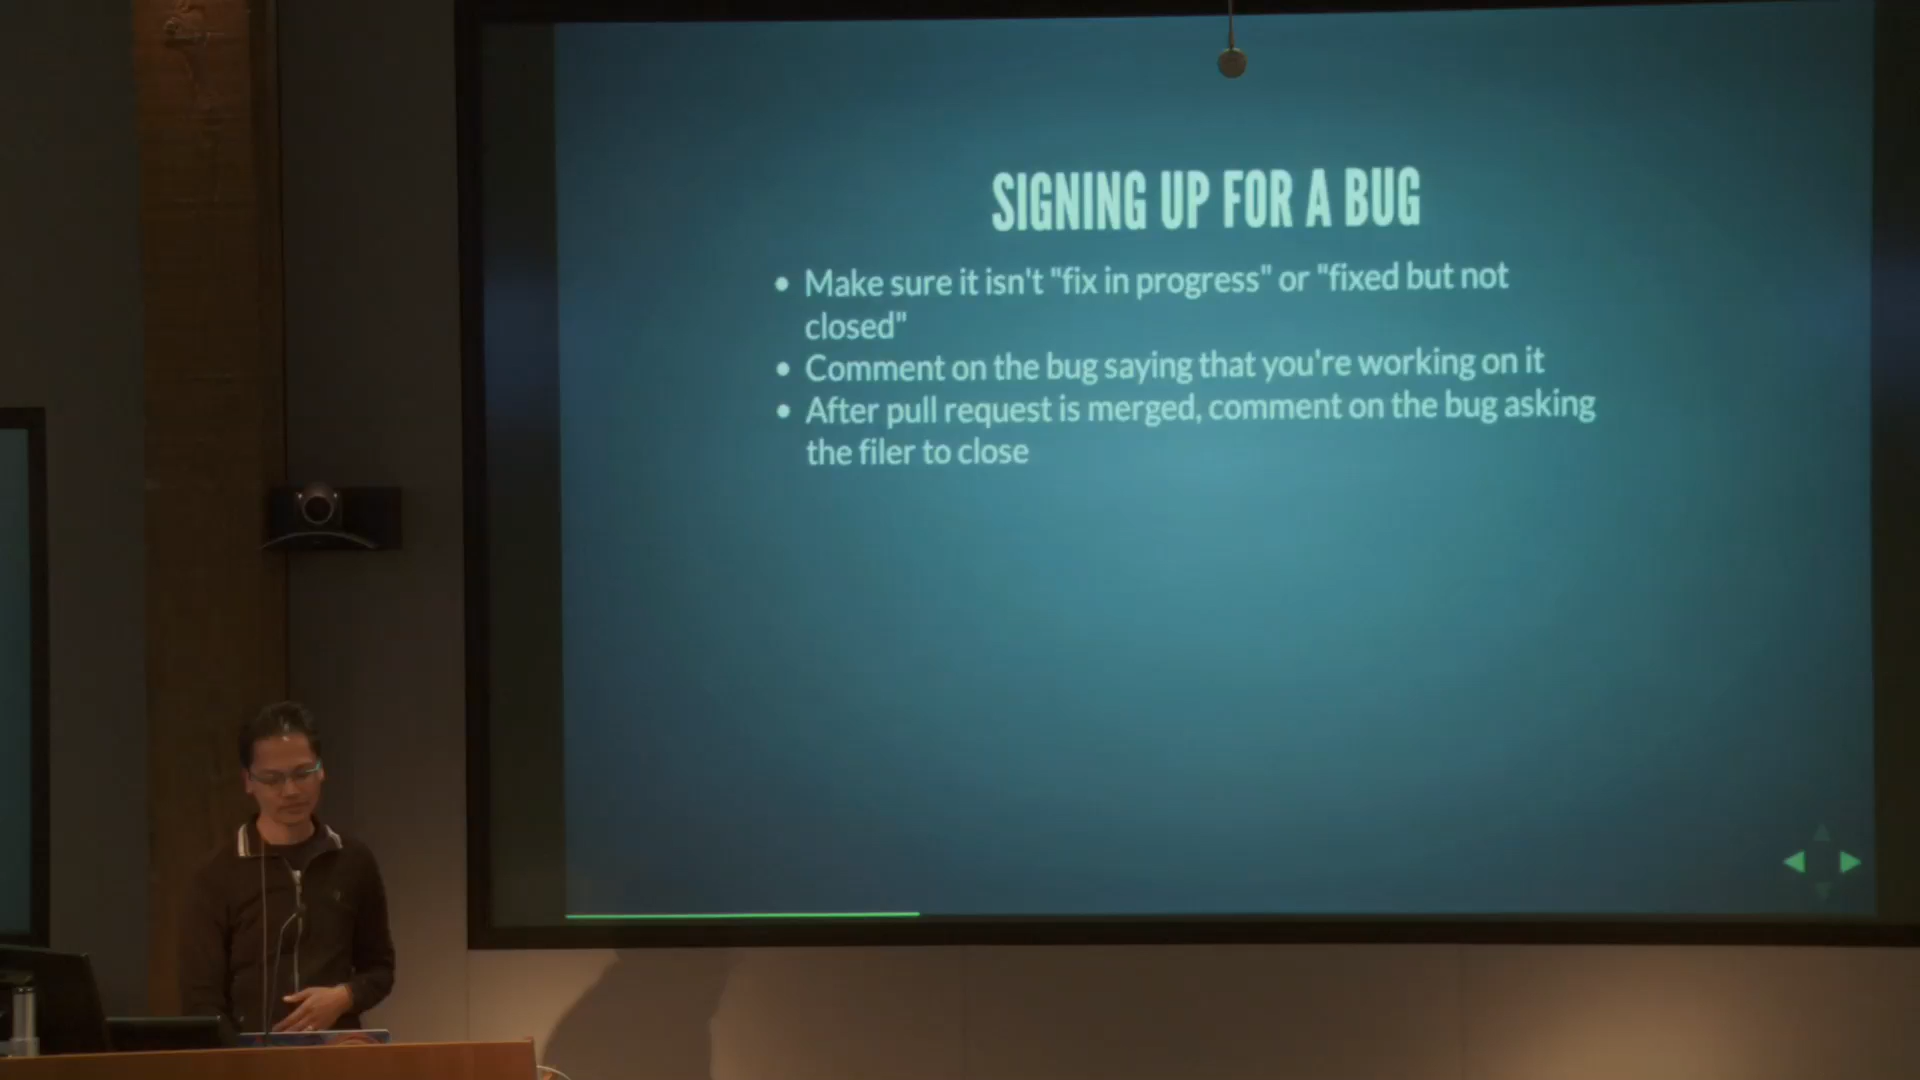 SIGNING UP FOR A BUG
• Make sure it isn't "fix in progress" or "fixed but not
closed"
• Comment on the bug saying that you're working on it
• After pull request is merged, comment on the bug asking
the filer to close